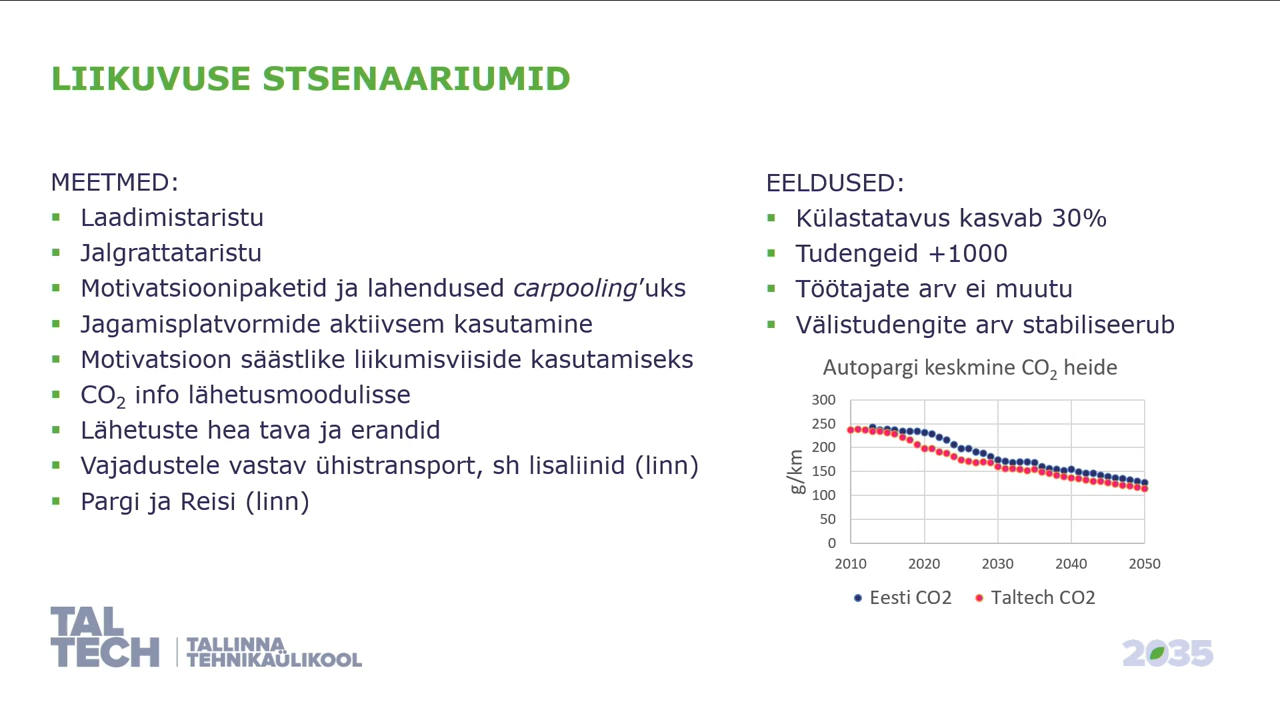 LIIKUVUSE STSENAARIUMID
MEETMED:
▪ Laadimistaristu
▪ Jalgrattataristu
▪ Motivatsioonipaketid ja lahendused carpooling’uks
▪ Jagamisplatvormide aktiivsem kasutamine
▪ Motivatsioon säästlike liikumisviiside kasutamiseks
▪ CO₂ info lähetusmoodulisse
▪ Lähetuste hea tava ja erandid
▪ Vajadustele vastav ühistransport, sh lisaliinid (linn)
▪ Pargi ja Reisi (linn)
EELDUSED:
▪ Külastatavus kasvab 30%
▪ Tudengeid +1000
▪ Töötajate arv ei muutu
▪ Välistudengite arv stabiliseerub
Autopargi keskmine CO₂ heide
g/km
300
250
200
150
100
50
0
2010 2020 2030 2040 2050
Eesti CO2 Taltech CO2
TAL
TECH
TALLINNA
TEHNIKAÜLIKOOL
2035